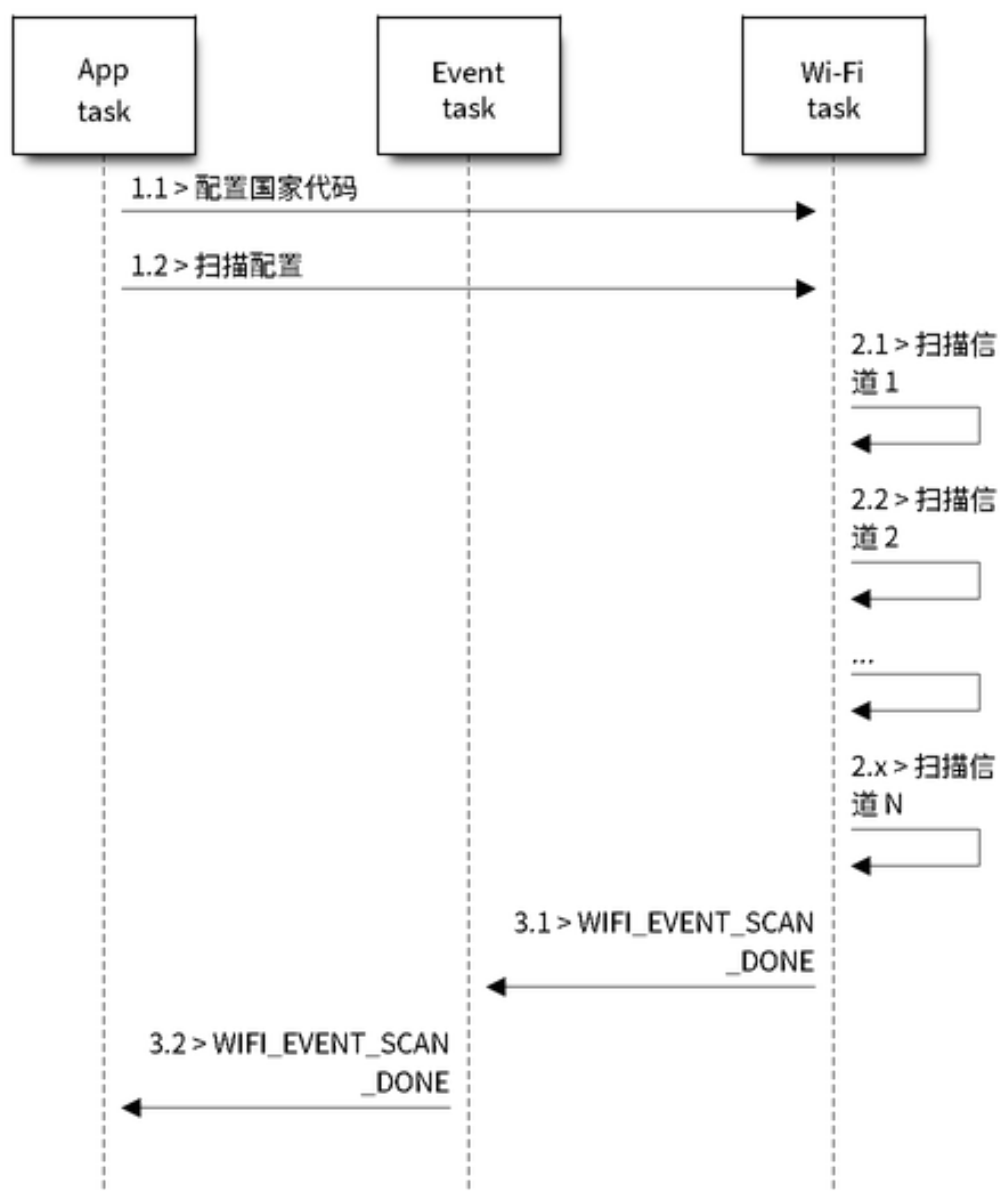 App
task
Event
task
Wi-Fi
task
1.1 > 配置国家代码
1.2 > 扫描配置
2.1 > 扫描信
道 1
2.2 > 扫描信
道 2
...
2.x > 扫描信
道 N
3.1 > WIFI_EVENT_SCAN
_DONE
3.2 > WIFI_EVENT_SCAN
_DONE